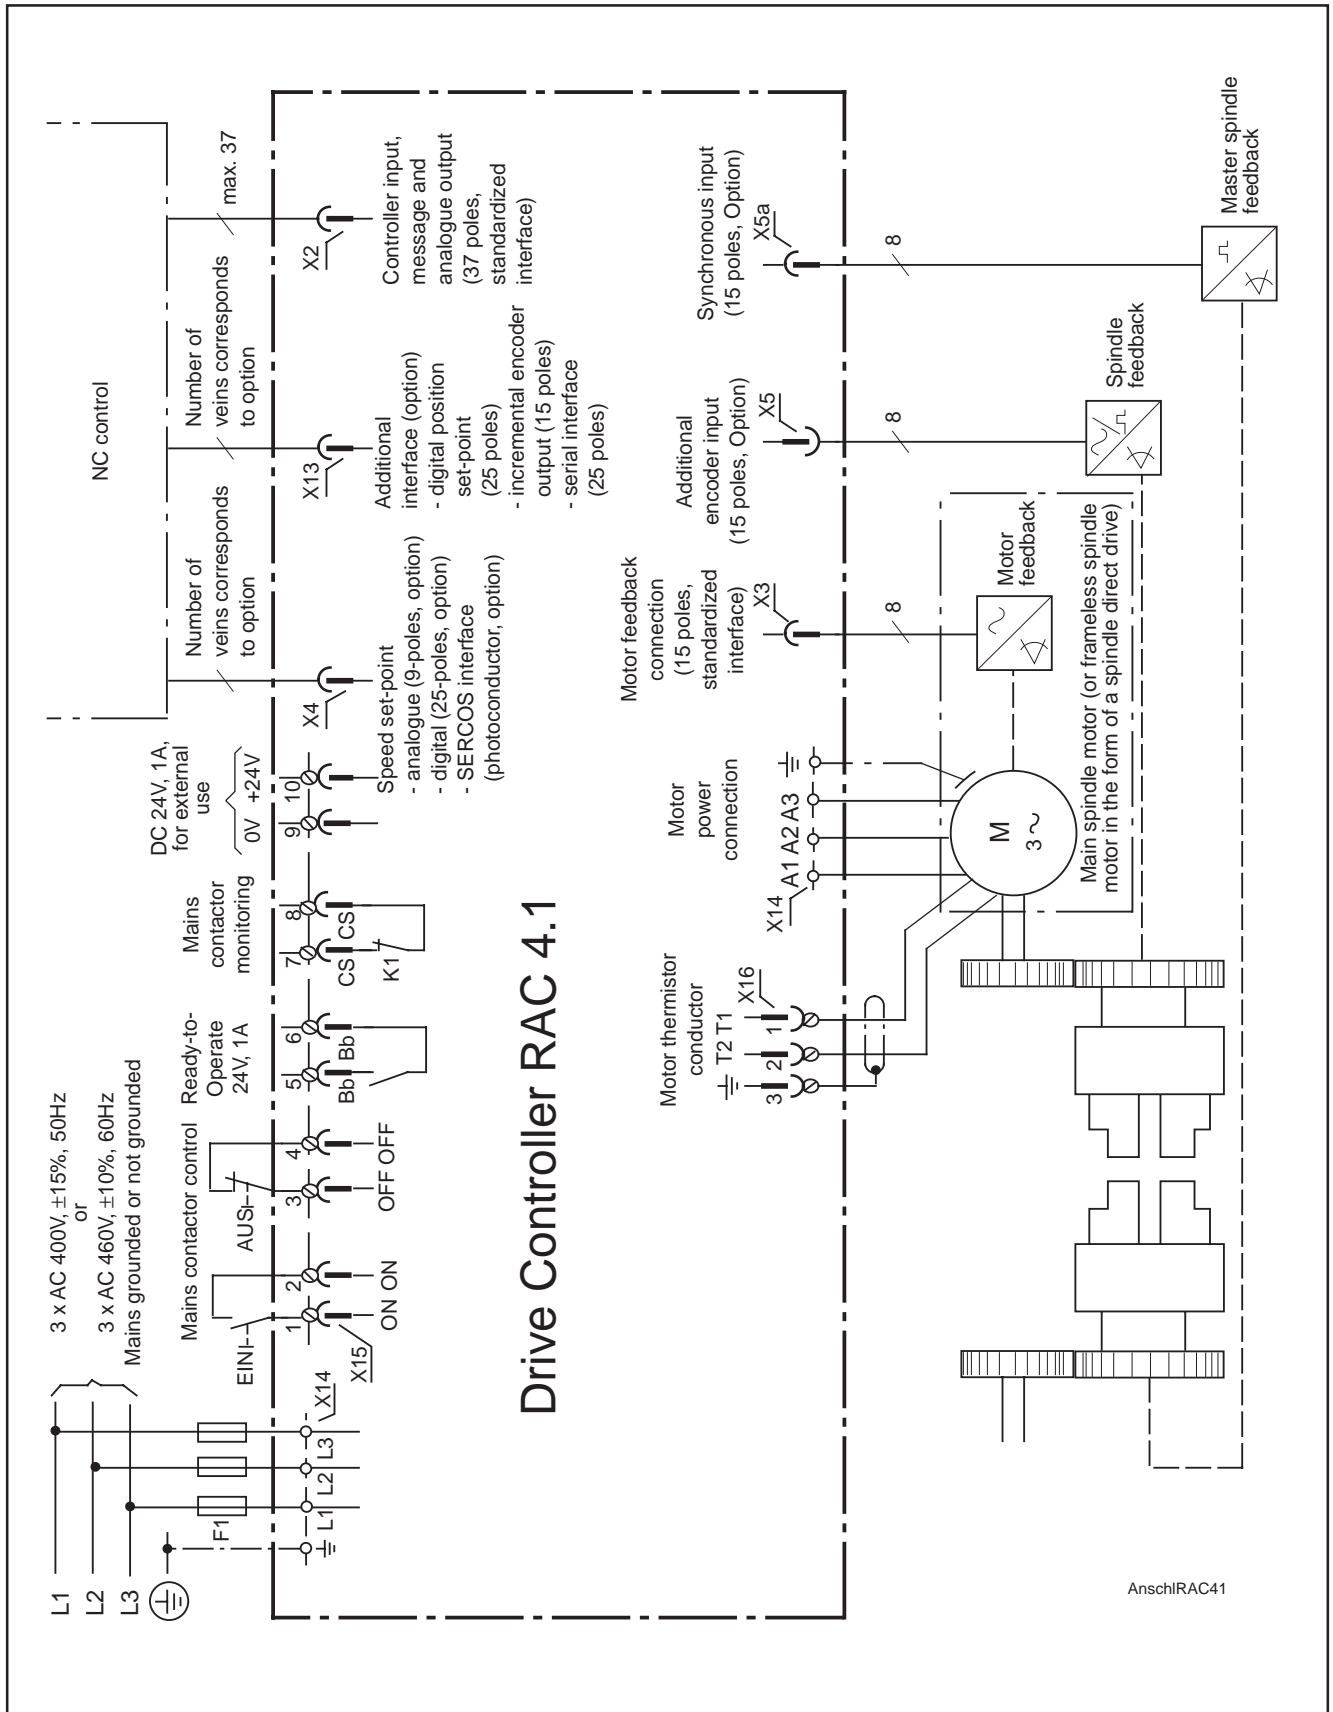 NC control
3 x AC 400V, ±15%, 50Hz
or
3 x AC 460V, ±10%, 60Hz
Mains grounded or not grounded
L1
L2
L3
F1
Mains contactor control
EIN
AUS
Ready-to-
Operate
24V, 1A
Mains
contactor
monitoring
DC 24V, 1A,
for external
use
0V +24V
Number of
veins corresponds
to option
Number of
veins corresponds
to option
max. 37
L1
L2
L3
X14
1
2
3
4
5
6
7
8
9
10
X15
ON ON
OFF OFF
Bb
Bb
CS
CS
K1
X4
X13
X2
Speed set-point
- analogue (9-poles, option)
- digital (25-poles, option)
- SERCOS interface
(photoconductor, option)
Additional
interface (option)
- digital position
set-point
(25 poles)
- incremental encoder
output (15 poles)
- serial interface
(25 poles)
Controller input,
message and
analogue output
(37 poles,
standardized
interface)
Drive Controller RAC 4.1
Motor thermistor
conductor
T2 T1
X16
3
2
1
Motor
power
connection
X14
A1 A2 A3
Motor feedback
connection
(15 poles,
standardized
interface)
X3
Additional
encoder input
(15 poles, Option)
X5
Synchronous input
(15 poles, Option)
X5a
8
8
8
M
3
Motor
feedback
Main spindle motor (or frameless spindle
motor in the form of a spindle direct drive)
Spindle
feedback
Master spindle
feedback
AnschlRAC41